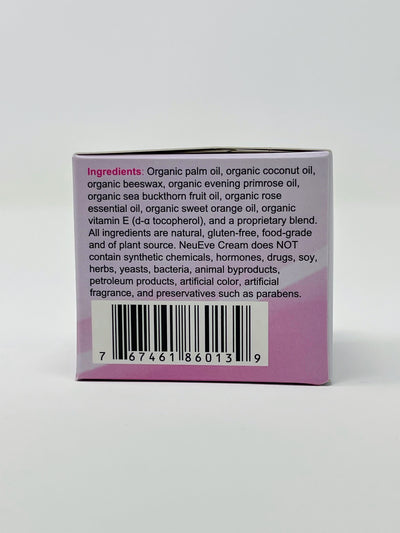 Ingredients: Organic palm oil, organic coconut oil,
organic beeswax, organic evening primrose oil,
organic sea buckthorn fruit oil, organic rose
essential oil, organic sweet orange oil, organic
vitamin E (d-α tocopherol), and a proprietary blend.
All ingredients are natural, gluten-free, food-grade
and of plant source. NeuEve Cream does NOT
contain synthetic chemicals, hormones, drugs, soy,
herbs, yeasts, bacteria, animal byproducts,
petroleum products, artificial color, artificial
fragrance, and preservatives such as parabens.
7 67461 86013 9